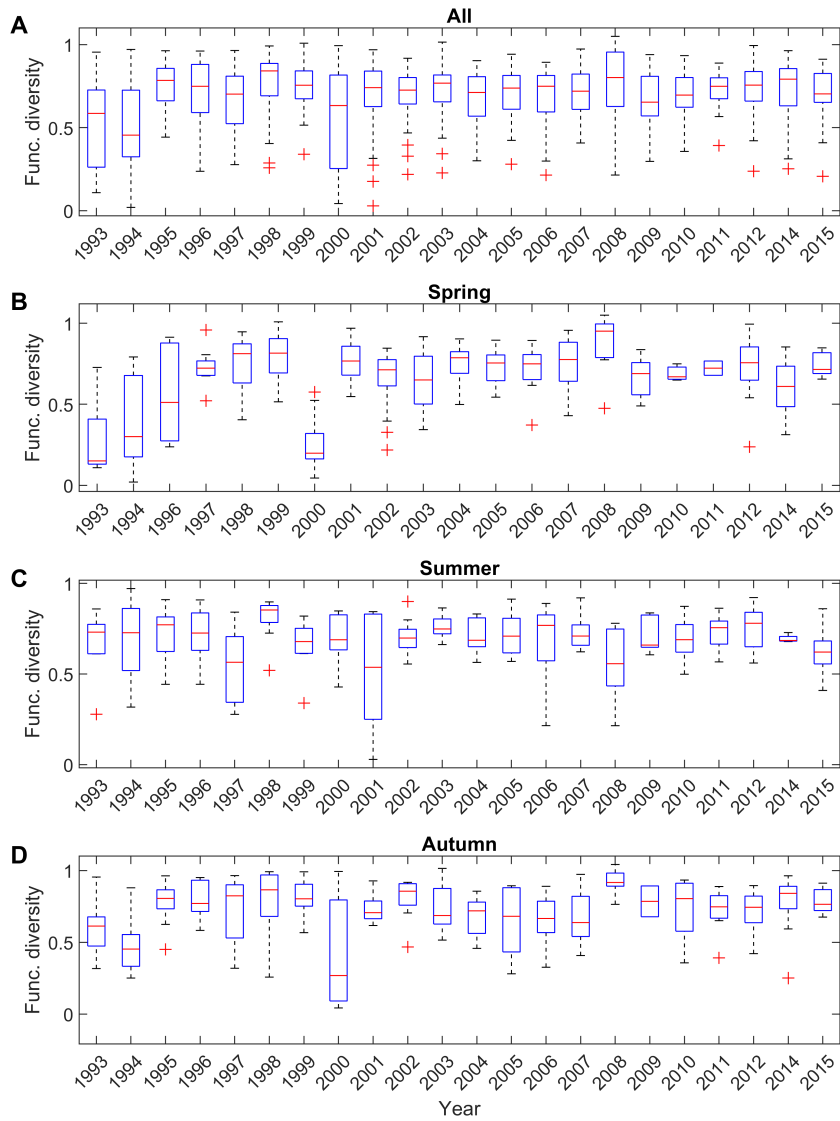 A
All
Func. diversity
1
0.5
0
1993 1994 1995 1996 1997 1998 1999 2000 2001 2002 2003 2004 2005 2006 2007 2008 2009 2010 2011 2012 2014 2015
B
Spring
Func. diversity
1
0.5
0
1993 1994 1996 1997 1998 1999 2000 2001 2002 2003 2004 2005 2006 2007 2008 2009 2010 2011 2012 2014 2015
C
Summer
Func. diversity
1
0.5
0
1993 1994 1995 1996 1997 1998 1999 2000 2001 2002 2003 2004 2005 2006 2007 2008 2009 2010 2011 2012 2014 2015
D
Autumn
Func. diversity
1
0.5
0
1993 1994 1995 1996 1997 1998 1999 2000 2001 2002 2003 2004 2005 2006 2007 2008 2009 2010 2011 2012 2014 2015
Year